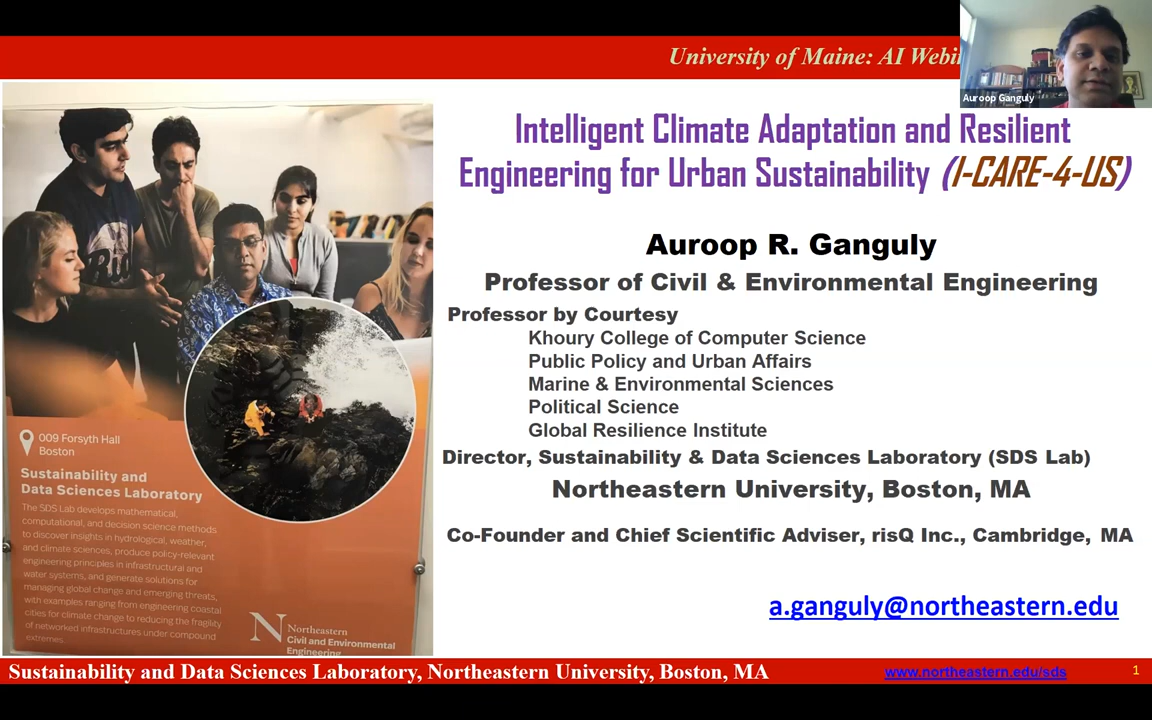 University of Maine: AI
Auroop Ganguly
Intelligent Climate Adaptation and Resilient
Engineering for Urban Sustainability (I-CARE-4-US)
Auroop R. Ganguly
Professor of Civil & Environmental Engineering
Professor by Courtesy
Khoury College of Computer Science
Public Policy and Urban Affairs
Marine & Environmental Sciences
Political Science
Global Resilience Institute
Director, Sustainability & Data Sciences Laboratory (SDS Lab)
Northeastern University, Boston, MA
Co-Founder and Chief Scientific Adviser, risQ Inc., Cambridge, MA
a.ganguly@northeastern.edu
009 Forsyth Hall
Boston
Sustainability and
Data Sciences Laboratory
The SDS Lab develops mathematical,
computational, and decision science methods
to discover insights in hydrological, weather,
and climate sciences, produce policy-relevant
engineering principles in infrastructural and
water systems, and generate solutions for
managing global change and emerging threats,
with examples ranging from engineering coastal
cities for climate change to reducing the fragility
of networked infrastructures under compound
extremes.
N Northeastern
Civil and Environmental
Engineering
Sustainability and Data Sciences Laboratory, Northeastern University, Boston, MA
www.northeastern.edu/sds
1